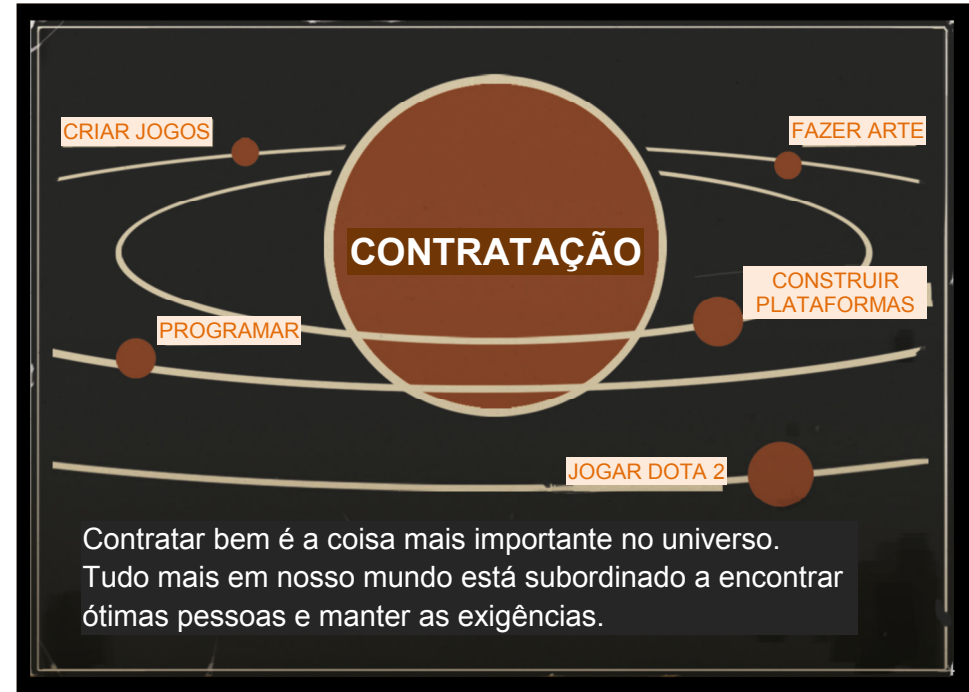 CRIAR JOGOS
FAZER ARTE
CONTRATAÇÃO
CONSTRUIR
PLATAFORMAS
PROGRAMAR
JOGAR DOTA 2
Contratar bem é a coisa mais importante no universo.
Tudo mais em nosso mundo está subordinado a encontrar
ótimas pessoas e manter as exigências.